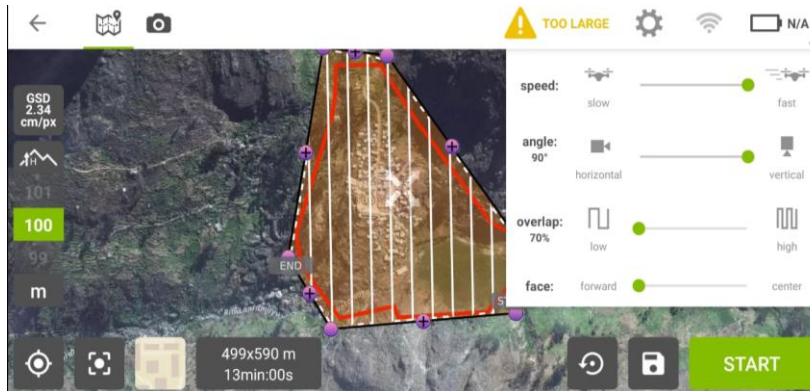 TOO LARGE
N/A
GSD
2.34
cm/px
H
101
100
99
m
speed:
slow
fast
angle:
90°
horizontal
vertical
overlap:
70%
low
high
face:
forward
center
END
ST
499x590 m
13min:00s
START